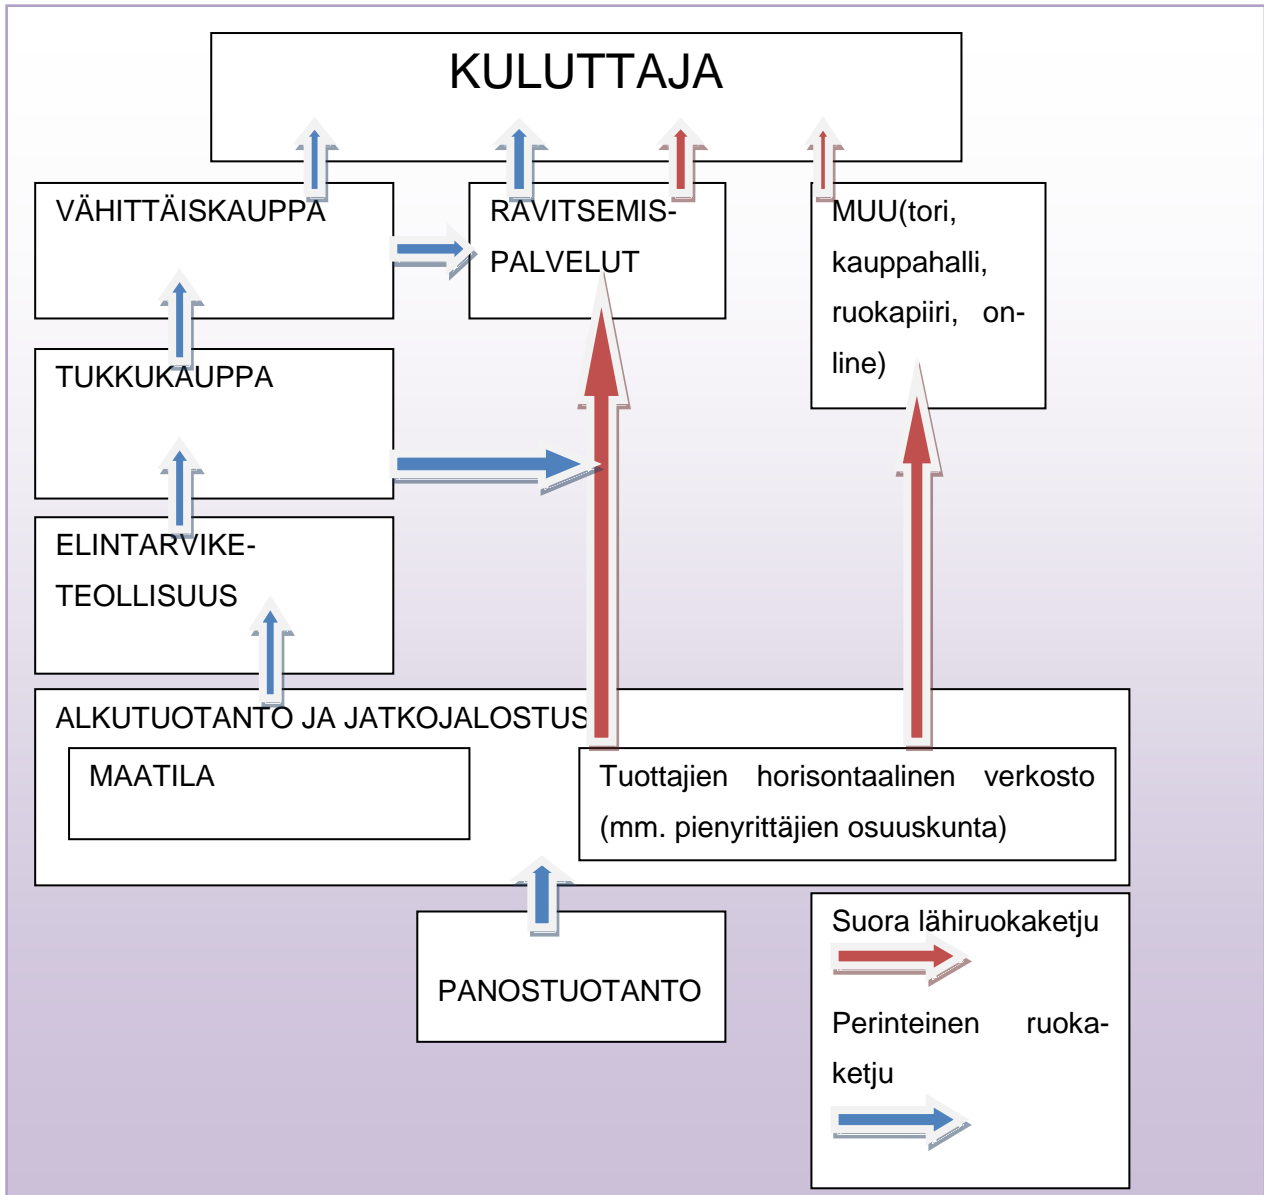 KULUTTAJA
VÄHITTÄISKAUPPA
RAVITSEMIS-
PALVELUT
MUU(tori,
kauppahalli,
ruokapiiri, on-
line)
TUKKUKAUPPA
ELINTARVIKE-
TEOLLISUUS
ALKUTUOTANTO JA JATKOJALOSTUS
MAATILA
Tuottajien horisontaalinen verkosto
(mm. pienyrittäjien osuuskunta)
PANOSTUOTANTO
Suora lähiruokaketju
Perinteinen ruoka-
ketju